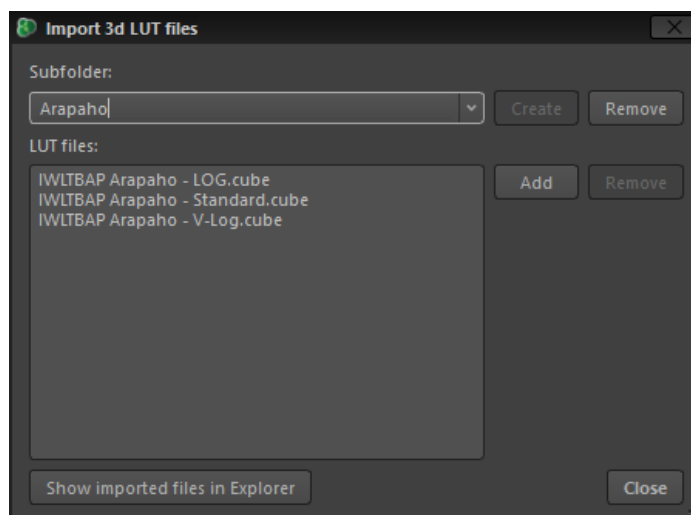 Import 3d LUT files
Subfolder:
Arapaho
Create
Remove
LUT files:
IWLTBAP Arapaho - LOG.cube
IWLTBAP Arapaho - Standard.cube
IWLTBAP Arapaho - V-Log.cube
Add
Remove
Show imported files in Explorer
Close